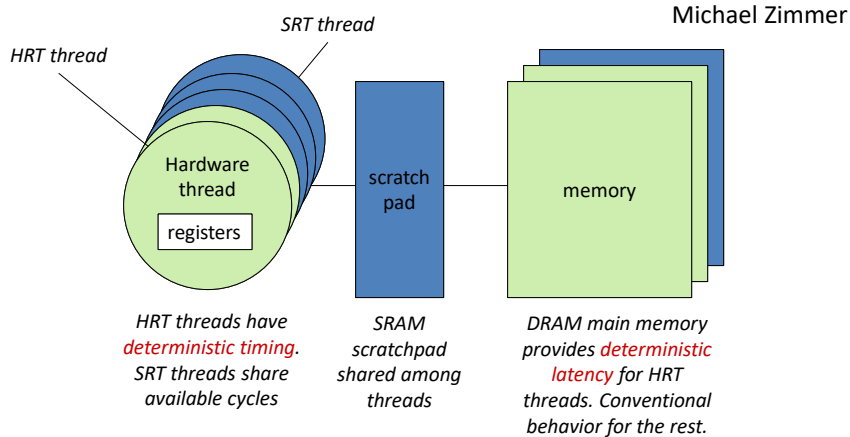 Michael Zimmer
SRT thread
HRT thread
Hardware
thread
registers
scratch
pad
memory
HRT threads have
deterministic timing.
SRT threads share
available cycles
SRAM
scratchpad
shared among
threads
DRAM main memory
provides deterministic
latency for HRT
threads. Conventional
behavior for the rest.